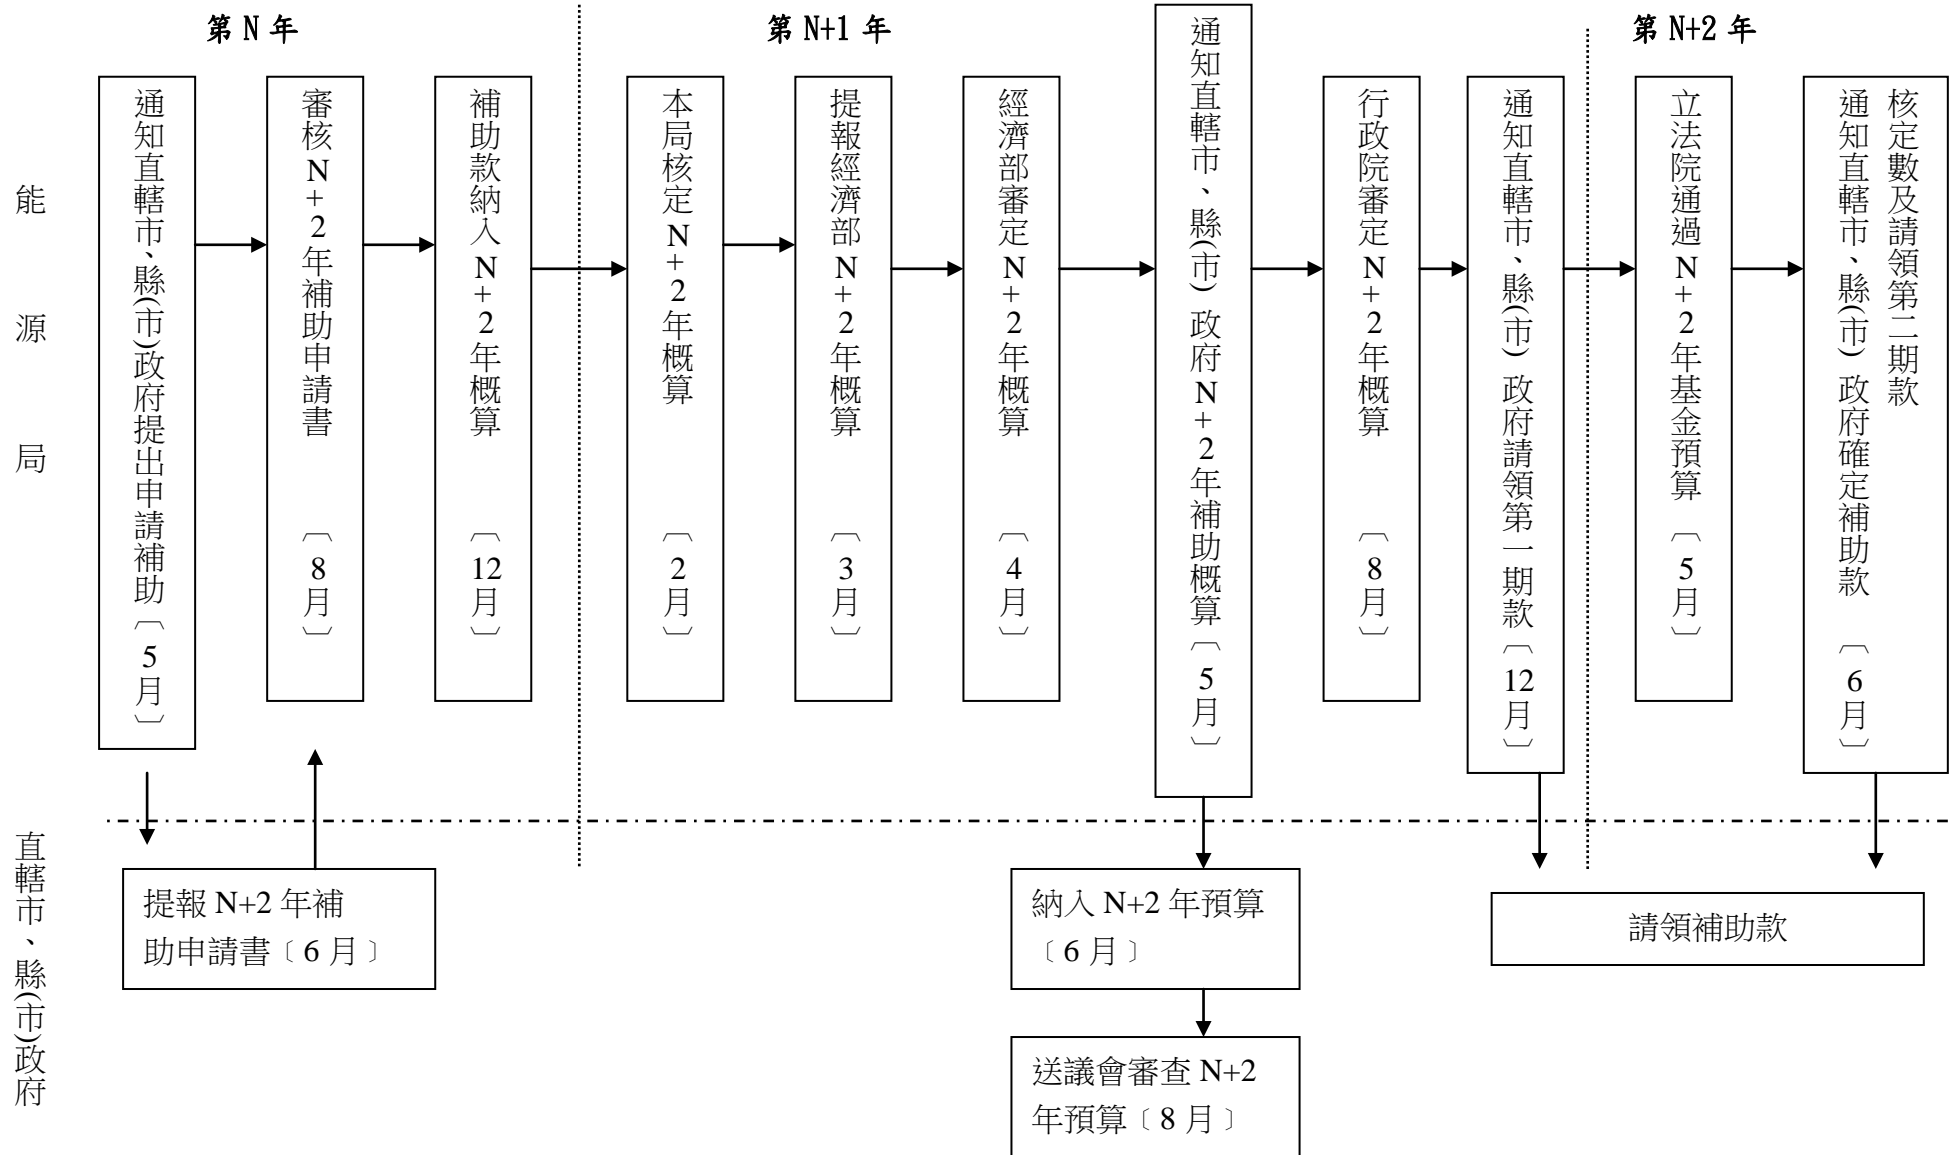 第 N 年
第 N+1 年
第 N+2 年
能源局
通知直轄市、縣(市)政府提出申請補助〔5月〕
審核N+2年補助申請書〔8月〕
補助款納入N+2年概算〔12月〕
本局核定N+2年概算〔2月〕
提報經濟部N+2年概算〔3月〕
經濟部審定N+2年概算〔4月〕
通知直轄市、縣(市)政府N+2年補助概算〔5月〕
行政院審定N+2年概算〔8月〕
通知直轄市、縣(市)政府請領第一期款〔12月〕
立法院通過N+2年基金預算〔5月〕
核定數及請領第二期款
通知直轄市、縣(市)政府確定補助款〔6月〕
直轄市、縣(市)政府
提報 N+2 年補
助申請書﹝6 月﹞
納入 N+2 年預算
﹝6 月﹞
送議會審查 N+2
年預算﹝8 月﹞
請領補助款